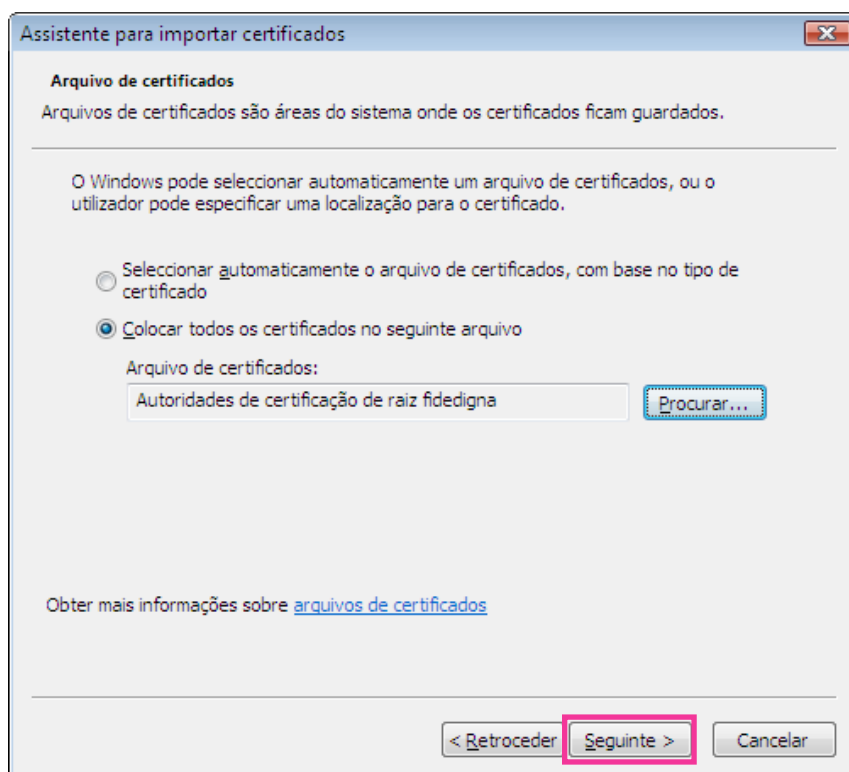 Assistente para importar certificados
Arquivo de certificados
Arquivos de certificados são áreas do sistema onde os certificados ficam guardados.
O Windows pode seleccionar automaticamente um arquivo de certificados, ou o
utilizador pode especificar uma localização para o certificado.
Seleccionar automaticamente o arquivo de certificados, com base no tipo de
certificado
Colocar todos os certificados no seguinte arquivo
Arquivo de certificados:
Autoridades de certificação de raiz fidedigna
Procurar...
Obter mais informações sobre arquivos de certificados
< Retroceder
Seguinte >
Cancelar